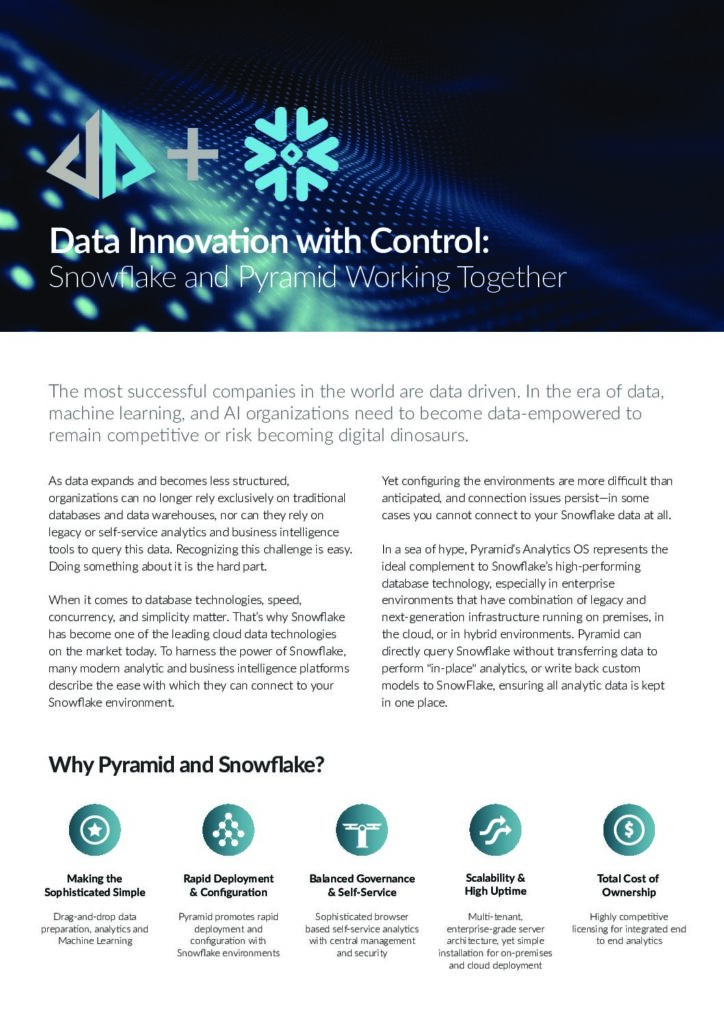 Data Innovation with Control:
Snowflake and Pyramid Working Together
The most successful companies in the world are data driven. In the era of data,
machine learning, and AI organizations need to become data-empowered to
remain competitive or risk becoming digital dinosaurs.
As data expands and becomes less structured,
organizations can no longer rely exclusively on traditional
databases and data warehouses, nor can they rely on
legacy or self-service analytics and business intelligence
tools to query this data. Recognizing this challenge is easy.
Doing something about it is the hard part.
When it comes to database technologies, speed,
concurrency, and simplicity matter. That's why Snowflake
has become one of the leading cloud data technologies
on the market today. To harness the power of Snowflake,
many modern analytic and business intelligence platforms
describe the ease with which they can connect to your
Snowflake environment.
Yet configuring the environments are more difficult than
anticipated, and connection issues persist—in some
cases you cannot connect to your Snowflake data at all.
In a sea of hype, Pyramid's Analytics OS represents the
ideal complement to Snowflake's high-performing
database technology, especially in enterprise
environments that have combination of legacy and
next-generation infrastructure running on premises, in
the cloud, or in hybrid environments. Pyramid can
directly query Snowflake without transferring data to
perform "in-place" analytics, or write back custom
models to SnowFlake, ensuring all analytic data is kept
in one place.
Why Pyramid and Snowflake?
Making the
Sophisticated Simple
Drag-and-drop data
preparation, analytics and
Machine Learning
Rapid Deployment
& Configuration
Pyramid promotes rapid
deployment and
configuration with
Snowflake environments
Balanced Governance
& Self-Service
Sophisticated browser
based self-service analytics
with central management
and security
Scalability &
High Uptime
Multi-tenant,
enterprise-grade server
architecture, yet simple
installation for on-premises
and cloud deployment
$
Total Cost of
Ownership
Highly competitive
licensing for integrated end
to end analytics